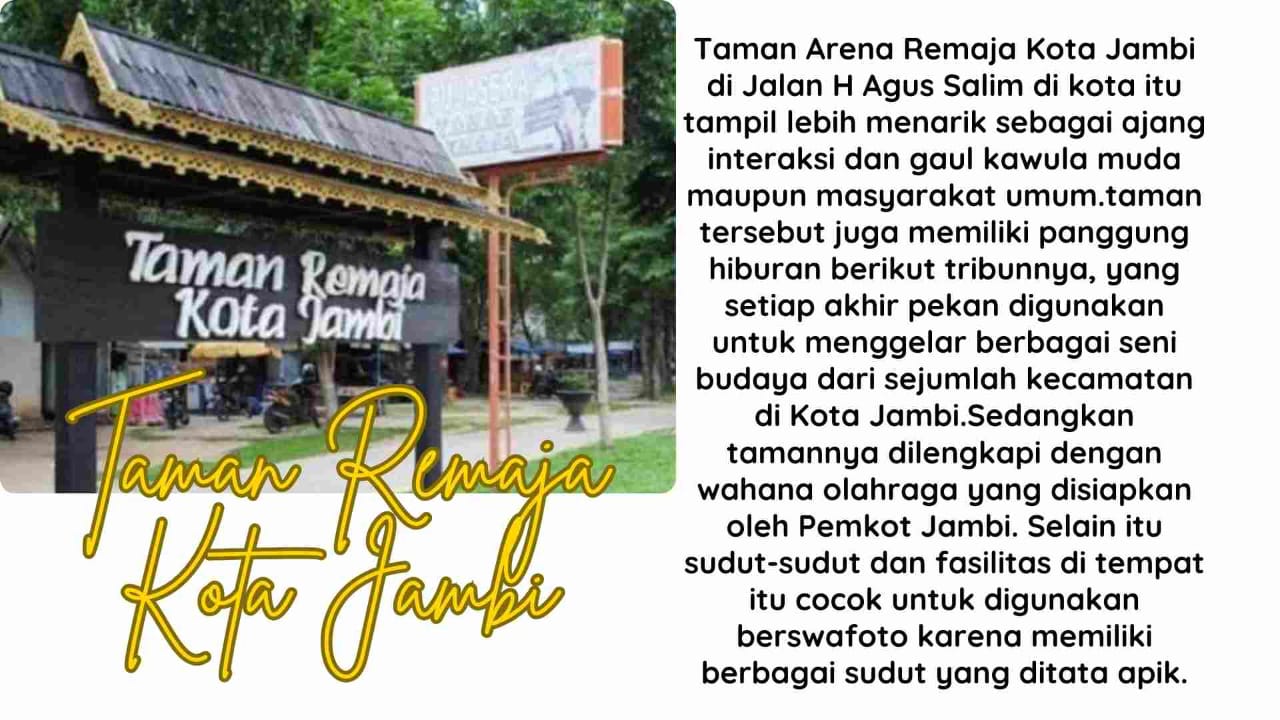 Taman Remaja
Kota Jambi
Taman Remaja
Kota Jambi
Taman Arena Remaja Kota Jambi
di Jalan H Agus Salim di kota itu
tampil lebih menarik sebagai ajang
interaksi dan gaul kawula muda
maupun masyarakat umum.taman
tersebut juga memiliki panggung
hiburan berikut tribunnya, yang
setiap akhir pekan digunakan
untuk menggelar berbagai seni
budaya dari sejumlah kecamatan
di Kota Jambi.Sedangkan
tamannya dilengkapi dengan
wahana olahraga yang disiapkan
oleh Pemkot Jambi. Selain itu
sudut-sudut dan fasilitas di tempat
itu cocok untuk digunakan
berswafoto karena memiliki
berbagai sudut yang ditata apik.